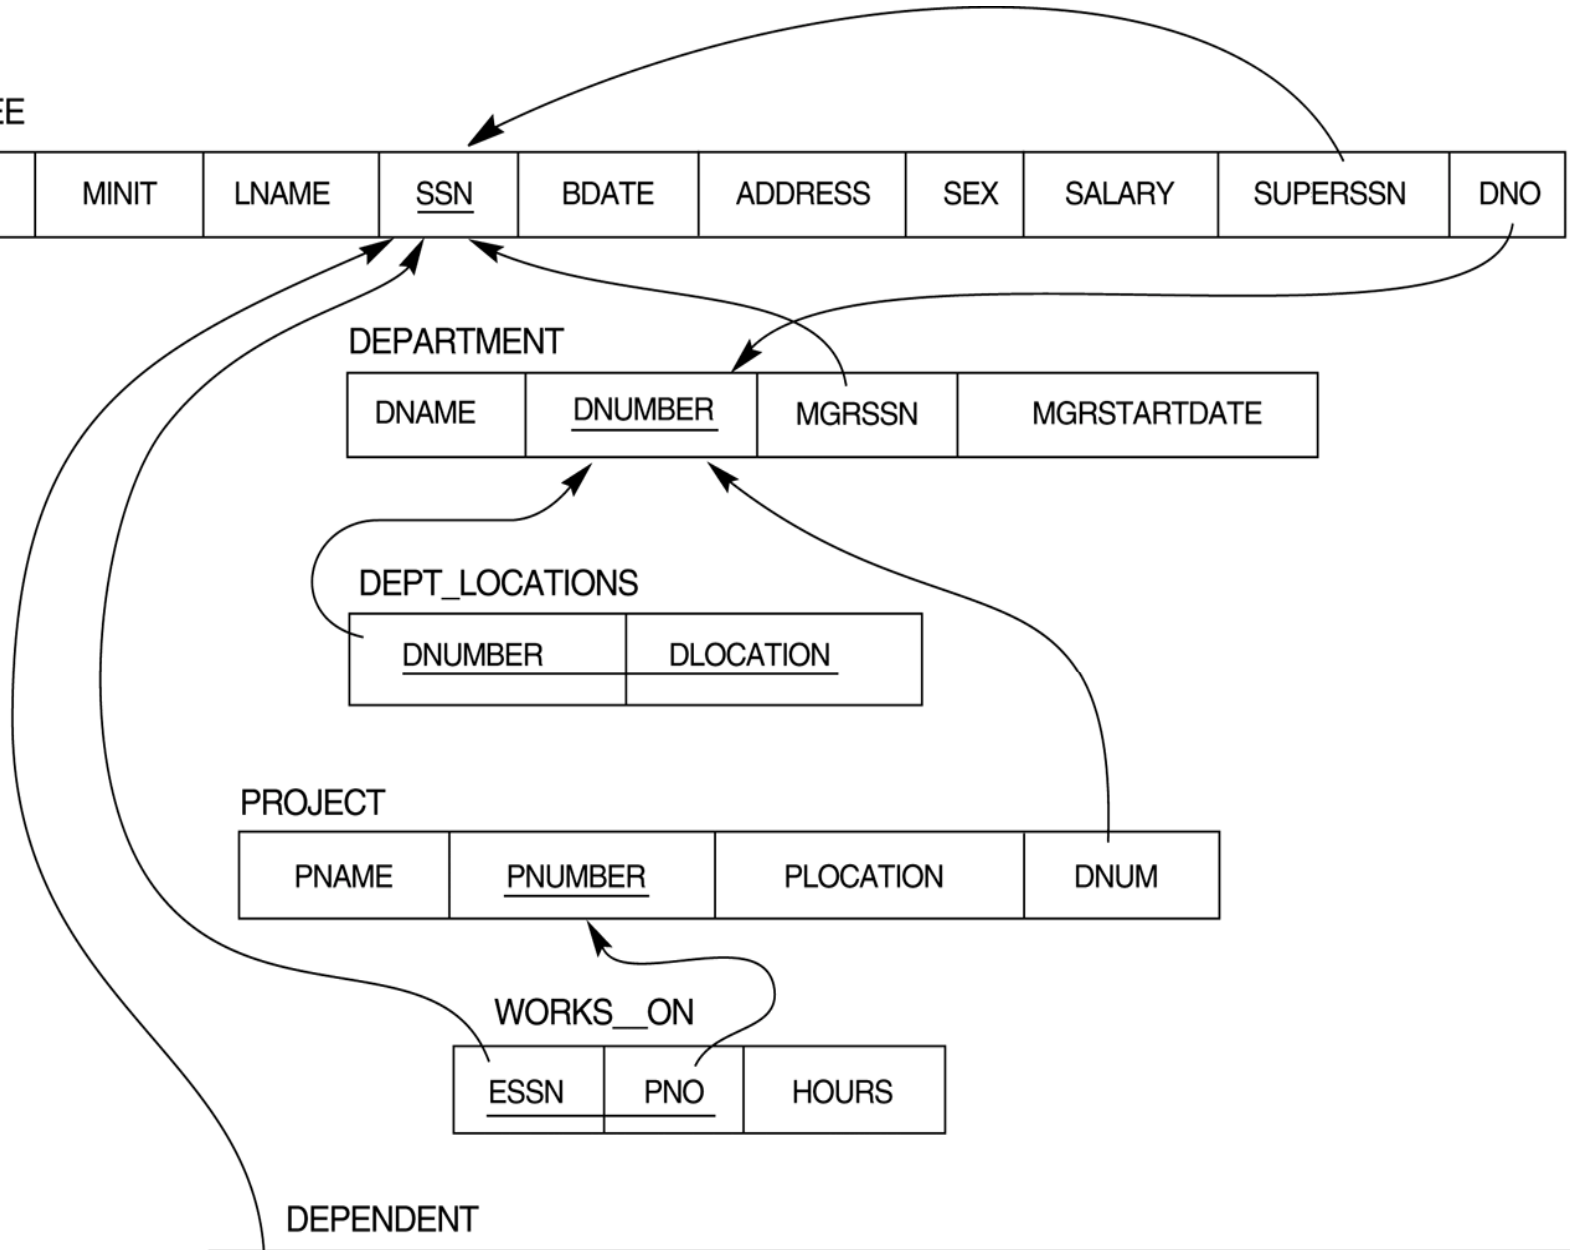 EE
MINIT LNAME SSN BDATE ADDRESS SEX SALARY SUPERSSN DNO
DEPARTMENT
DNAME DNUMBER MGRSSN MGRSTARTDATE
DEPT_LOCATIONS
DNUMBER DLOCATION
PROJECT
PNAME PNUMBER PLOCATION DNUM
WORKS__ON
ESSN PNO HOURS
DEPENDENT